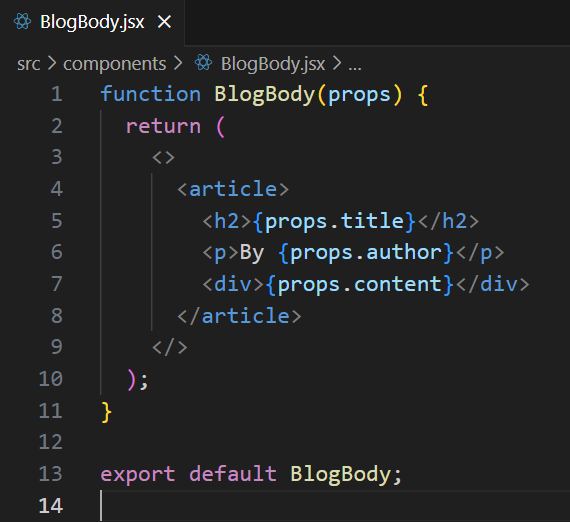 BlogBody.jsx ×
src > components > BlogBody.jsx > ...
1 function BlogBody(props) {
2   return (
3     <>
4       <article>
5         <h2>{props.title}</h2>
6         <p>By {props.author}</p>
7         <div>{props.content}</div>
8       </article>
9     </>
10   );
11 }
12
13 export default BlogBody;
14